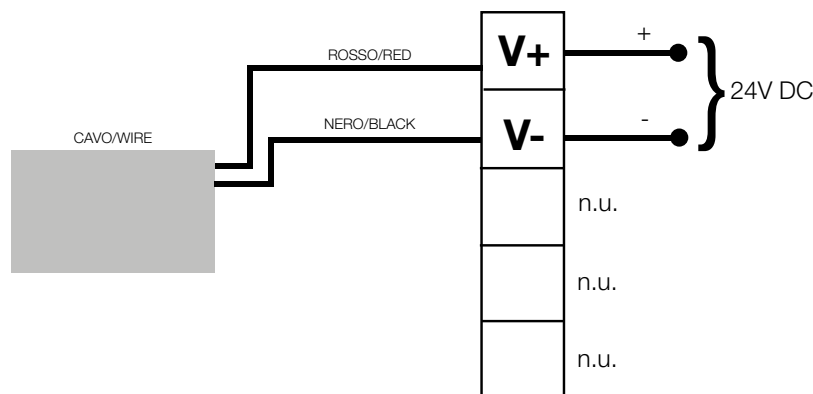 V+
+
ROSSO/RED
24V DC
NERO/BLACK
V-
-
CAVO/WIRE
n.u.
n.u.
n.u.